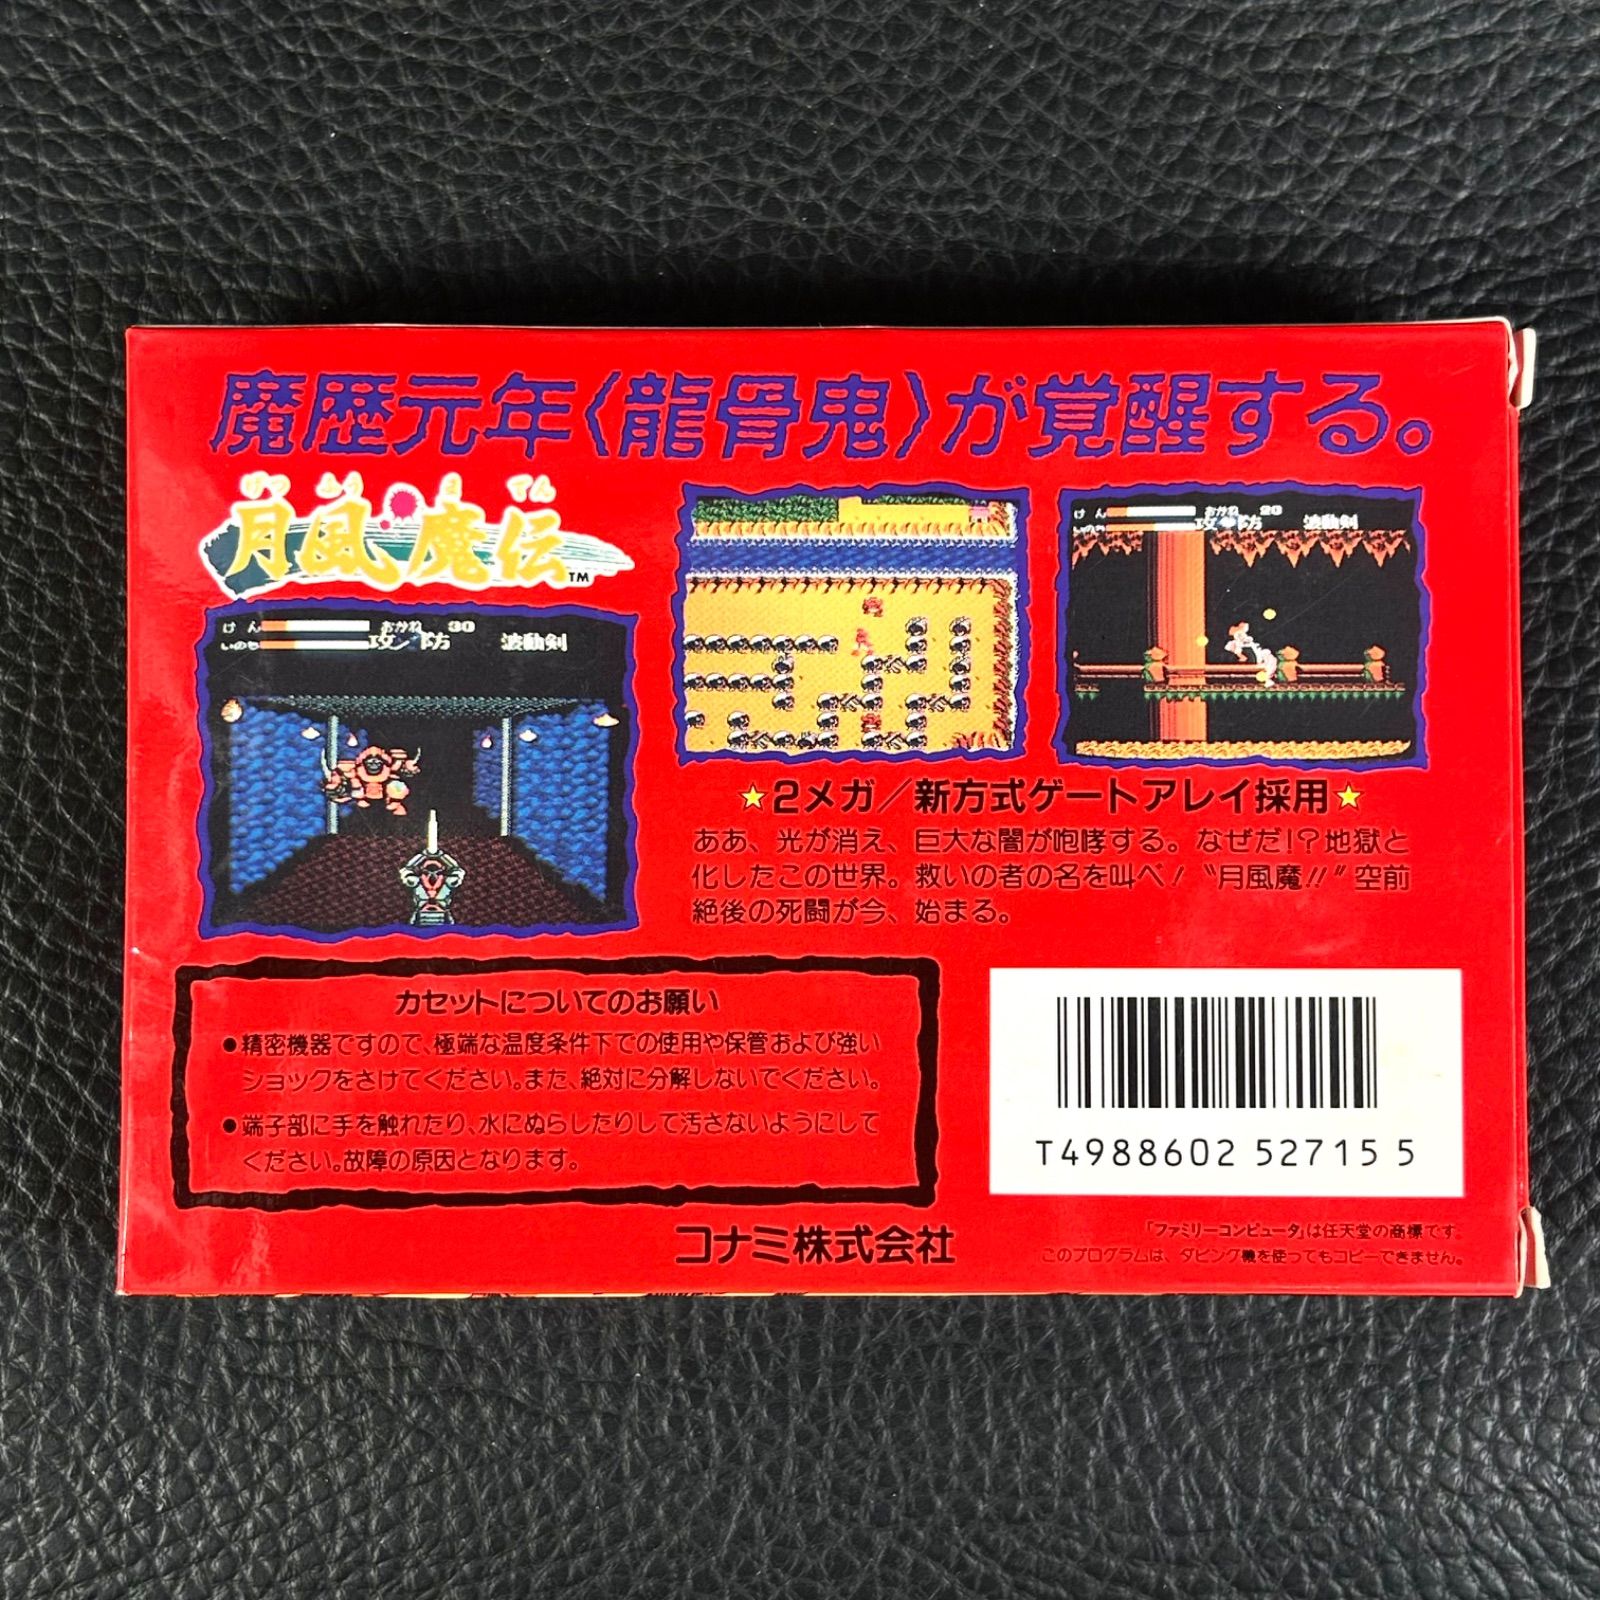 魔歴元年〈龍骨鬼〉が覚醒する。
げつ ふう ま でん
月風魔伝 TM
けん おかね 30
いのち 攻 防 波動剣
けん おかね 20
いのち 攻 防 波動剣
★2メガ／新方式ゲートアレイ採用★
ああ、光が消え、巨大な闇が咆哮する。なぜだ!?地獄と
化したこの世界。救いの者の名を叫べ！〝月風魔!!〟空前
絶後の死闘が今、始まる。
カセットについてのお願い
●精密機器ですので、極端な温度条件下での使用や保管および強い
ショックをさけてください。また、絶対に分解しないでください。
●端子部に手を触れたり、水にぬらしたりして汚さないようにして
ください。故障の原因となります。
T4988602 52715 5
コナミ株式会社
「ファミリーコンピュータ」は任天堂の商標です。
このプログラムは、ダビング機を使ってもコピーできません。